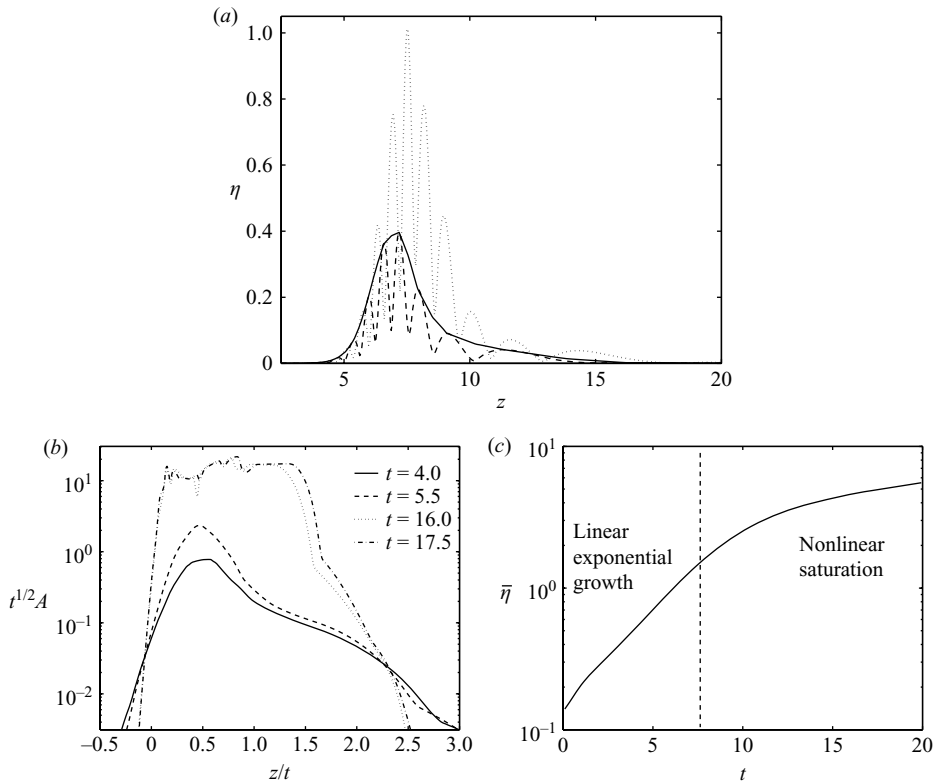 (a)
1.0
0.8
0.6
η
0.4
0.2
0
5 10 15 20
z
(b)
10¹
10⁰
t^{1/2}A
10⁻¹
10⁻²
t = 4.0
t = 5.5
t = 16.0
t = 17.5
–0.5 0 0.5 1.0 1.5 2.0 2.5 3.0
z/t
(c)
10¹
Linear
exponential
growth
Nonlinear
saturation
η̅ 10⁰
10⁻¹
0 5 10 15 20
t